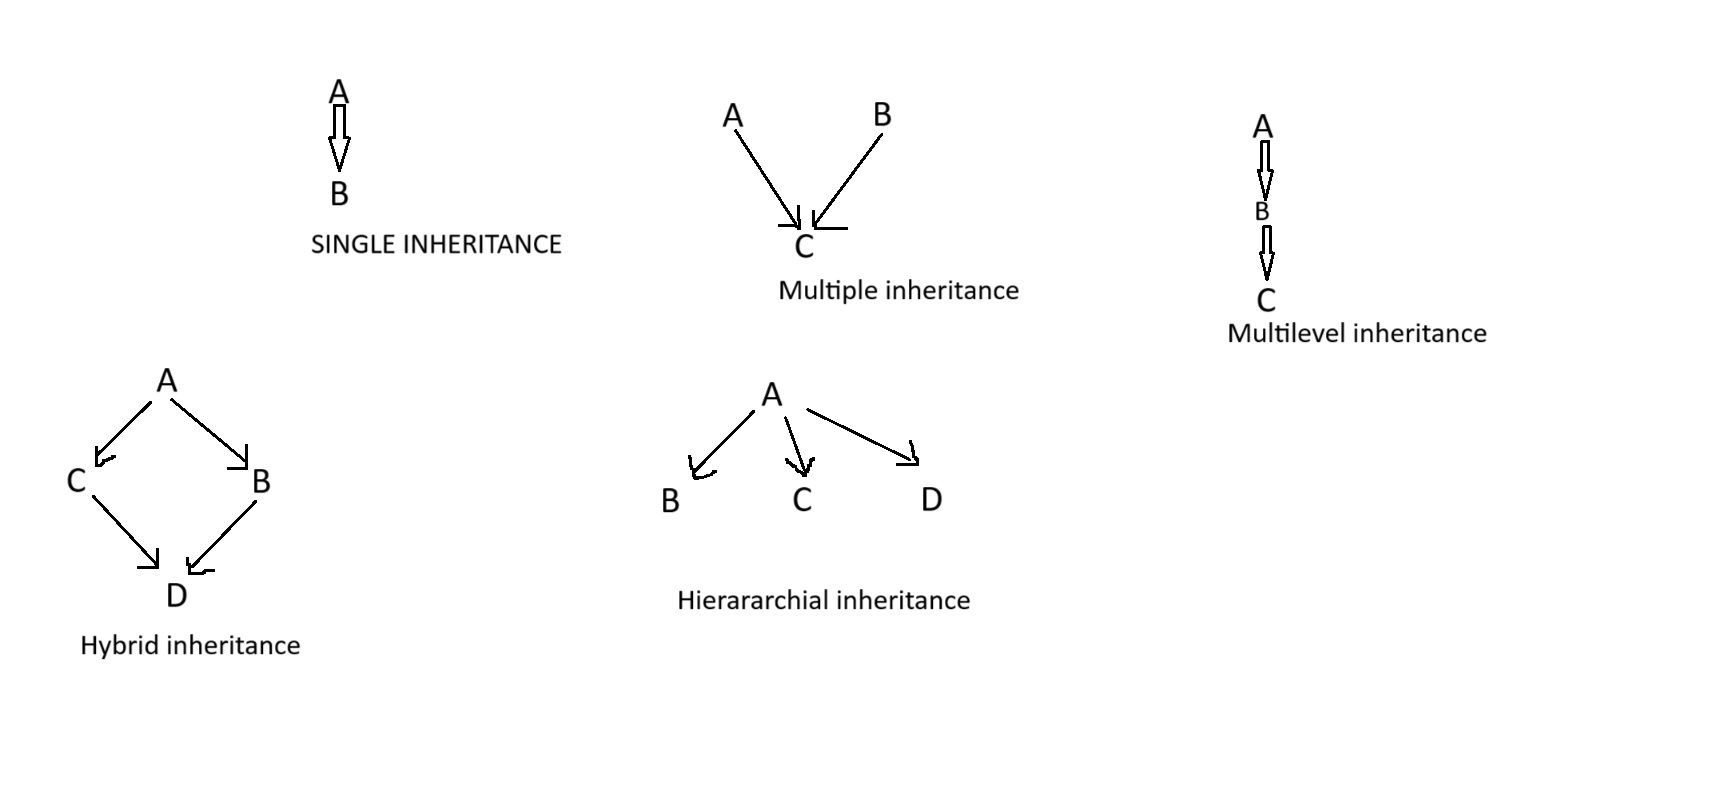 A
B
SINGLE INHERITANCE
A B
C
Multiple inheritance
A
B
C
Multilevel inheritance
A
C B
D
Hybrid inheritance
A
B C D
Hierararchial inheritance